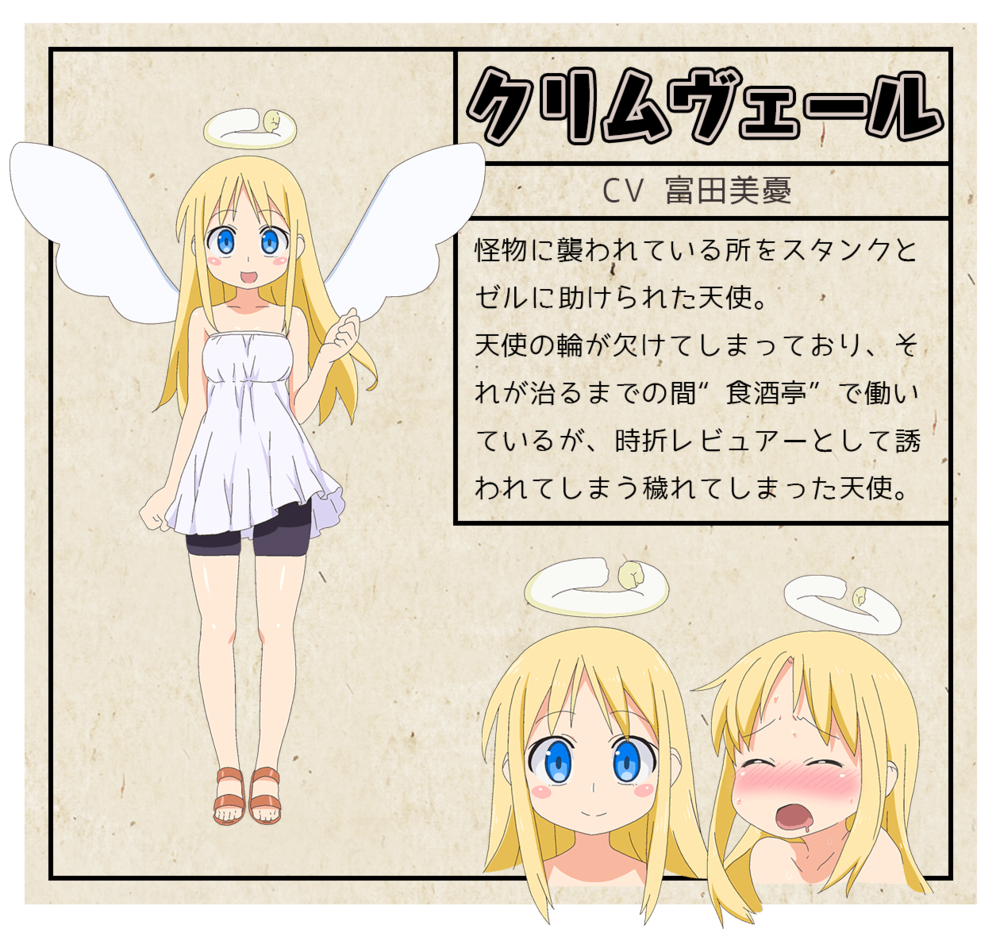 クリムヴェール
CV 富田美憂
怪物に襲われている所をスタンクと
ゼルに助けられた天使。
天使の輪が欠けてしまっており、そ
れが治るまでの間“食酒亭”で働い
ているが、時折レビュアーとして誘
われてしまう穢れてしまった天使。